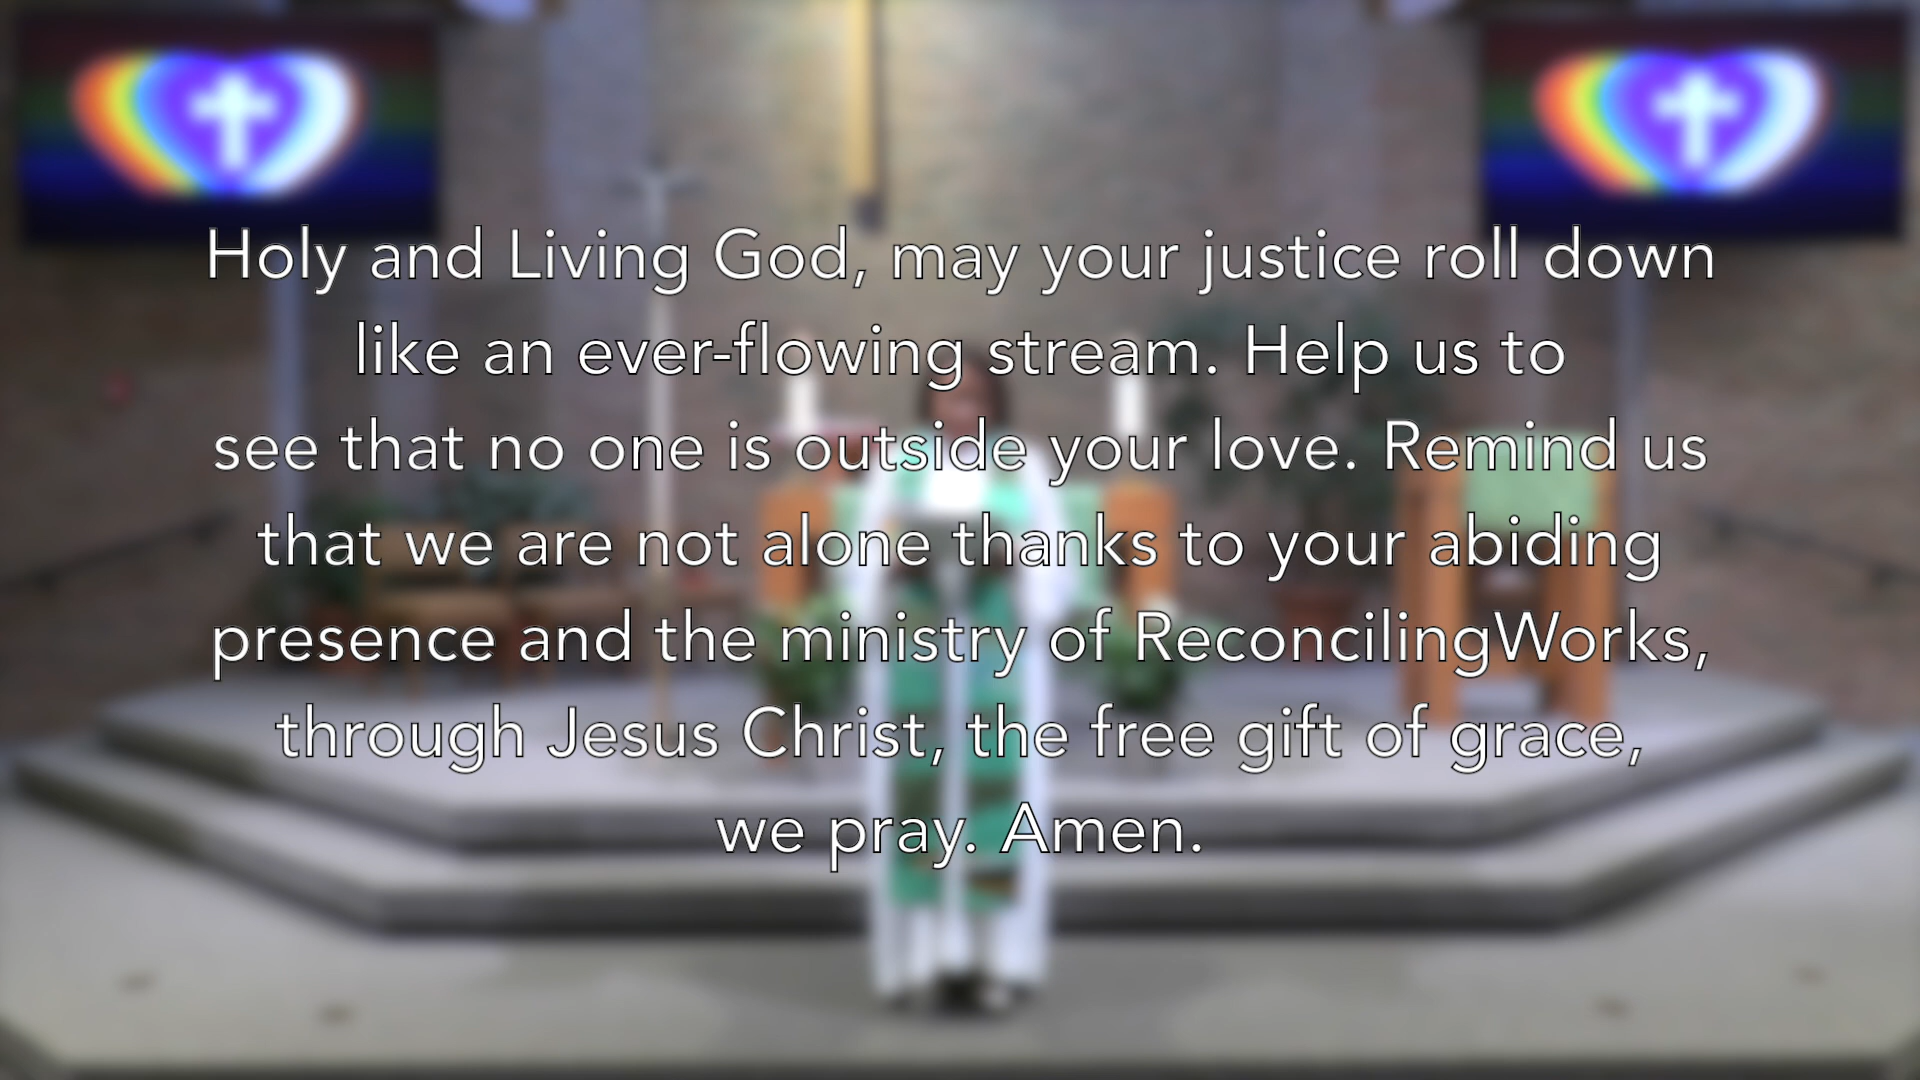 Holy and Living God, may your justice roll down
like an ever-flowing stream. Help us to
see that no one is outside your love. Remind us
that we are not alone thanks to your abiding
presence and the ministry of ReconcilingWorks,
through Jesus Christ, the free gift of grace,
we pray. Amen.